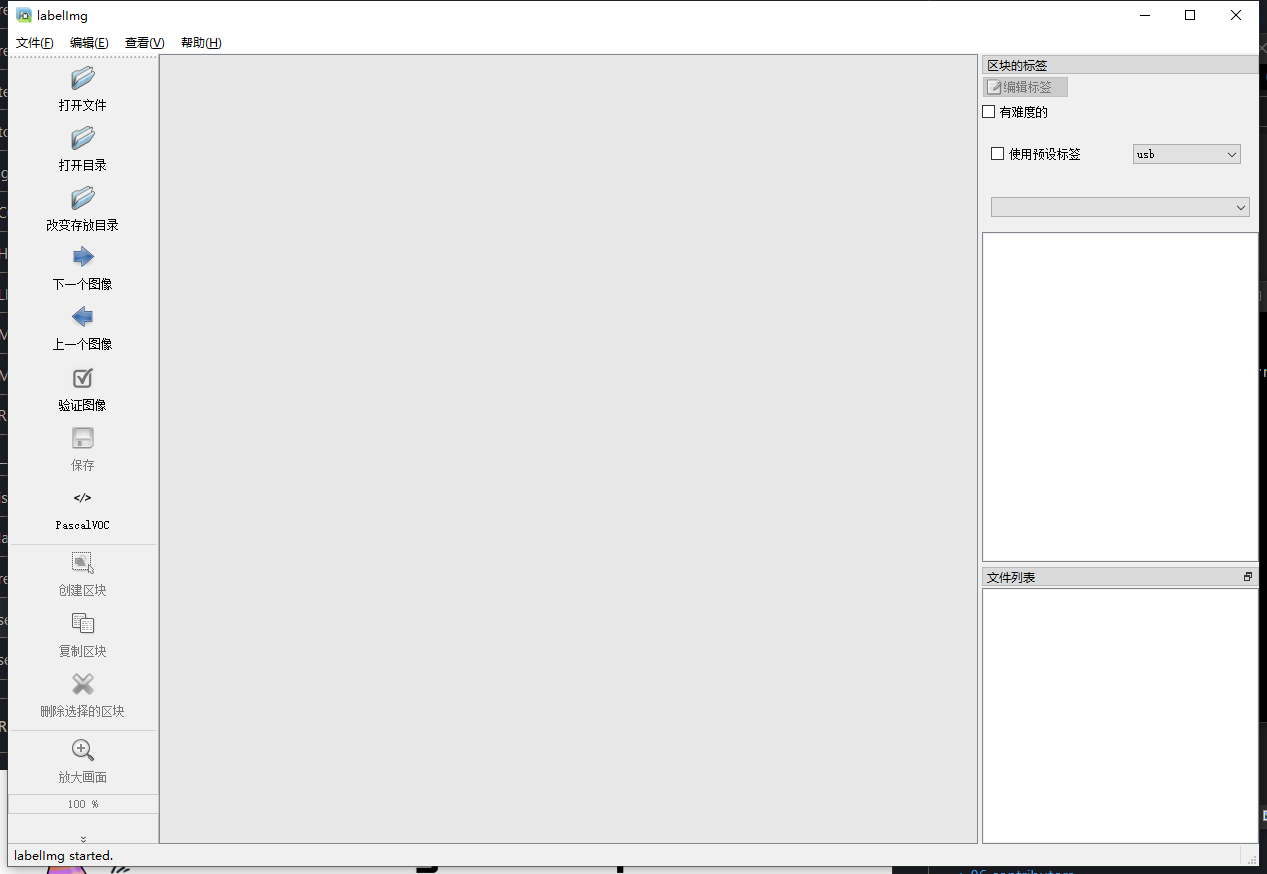 labelImg
文件(F) 编辑(E) 查看(V) 帮助(H)
打开文件
打开目录
改变存放目录
下一个图像
上一个图像
验证图像
保存
</>
PascalVOC
创建区块
复制区块
删除选择的区块
放大画面
100 %
区块的标签
编辑标签
有难度的
使用预设标签 usb
文件列表
labelImg started.